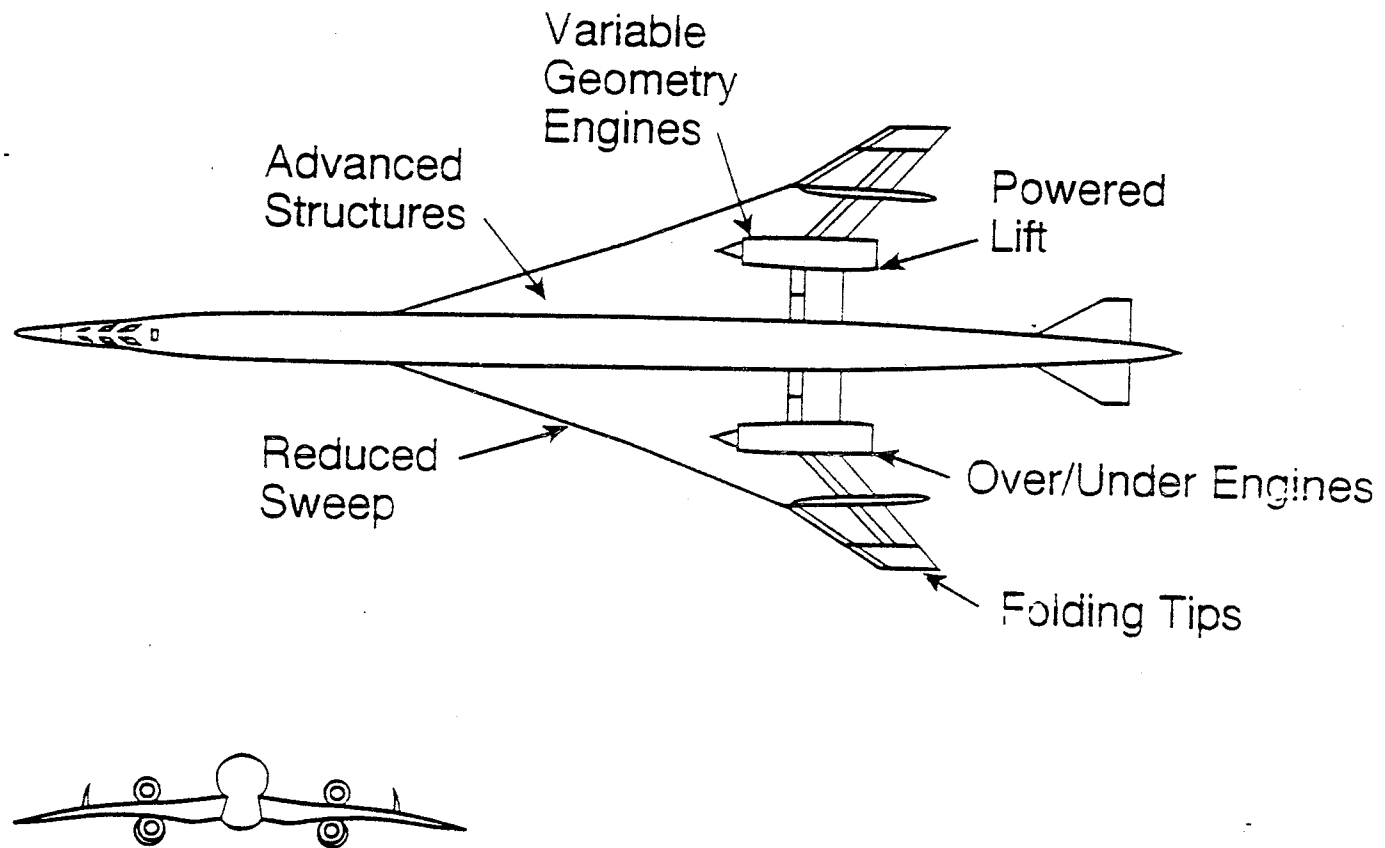 Variable
Geometry
Engines
Advanced
Structures
Powered
Lift
Reduced
Sweep
Over/Under Engines
Folding Tips